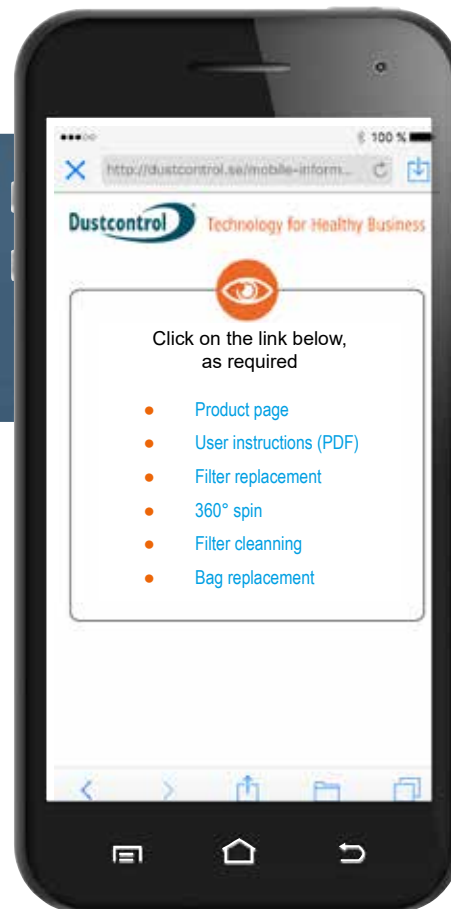 100 %
http://dustcontrol.se/mobile-inform...
Dustcontrol Technology for Healthy Business
Click on the link below,
as required
Product page
User instructions (PDF)
Filter replacement
360° spin
Filter cleanning
Bag replacement